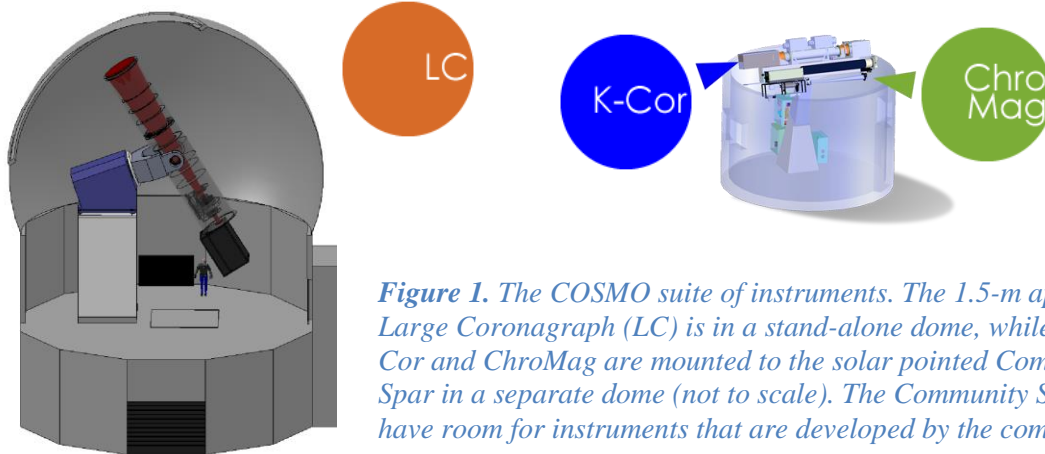 LC
K-Cor
Chro
Mag
Figure 1. The COSMO suite of instruments. The 1.5-m
Large Coronagraph (LC) is in a stand-alone dome, while
Cor and ChroMag are mounted to the solar pointed
Spar in a separate dome (not to scale). The Community
have room for instruments that are developed by the